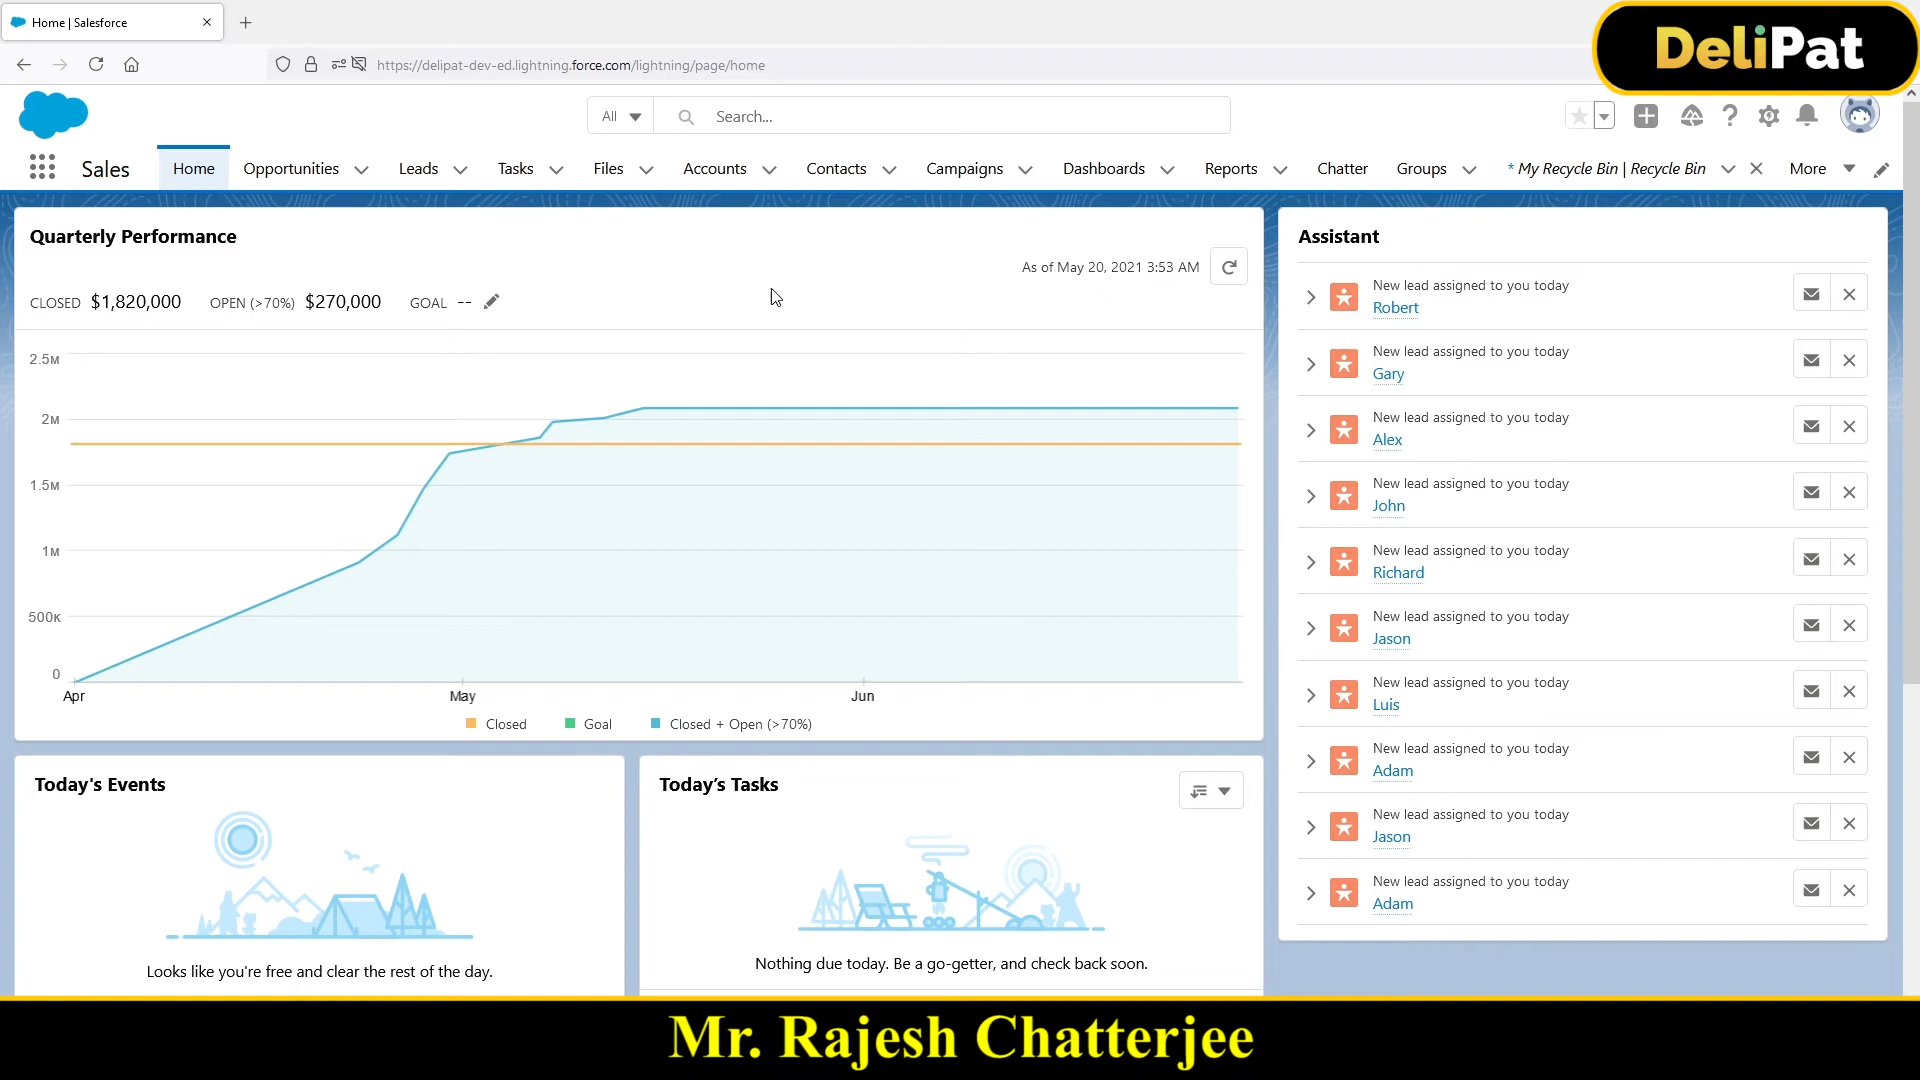 Home | Salesforce
DeliPat
https://delipat-dev-ed.lightning.force.com/lightning/page/home
All
Search...
Sales
Home
Opportunities
Leads
Tasks
Files
Accounts
Contacts
Campaigns
Dashboards
Reports
Chatter
Groups
* My Recycle Bin | Recycle Bin
More
Quarterly Performance
As of May 20, 2021 3:53 AM
CLOSED $1,820,000 OPEN (>70%) $270,000 GOAL --
2.5M
2M
1.5M
1M
500K
0
Apr May Jun
Closed Goal Closed + Open (>70%)
Today's Events
Looks like you're free and clear the rest of the day.
Today’s Tasks
Nothing due today. Be a go-getter, and check back soon.
Assistant
New lead assigned to you today
Robert
New lead assigned to you today
Gary
New lead assigned to you today
Alex
New lead assigned to you today
John
New lead assigned to you today
Richard
New lead assigned to you today
Jason
New lead assigned to you today
Luis
New lead assigned to you today
Adam
New lead assigned to you today
Jason
New lead assigned to you today
Adam
Mr. Rajesh Chatterjee